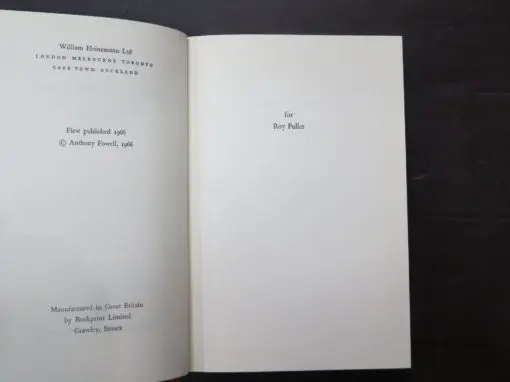 William Heinemann Ltd
LONDON MELBOURNE TORONTO
CAPE TOWN AUCKLAND
First published 1966
© Anthony Powell, 1966
Manufactured in Great Britain
by Bookprint Limited
Crawley, Sussex
for
Roy Fuller